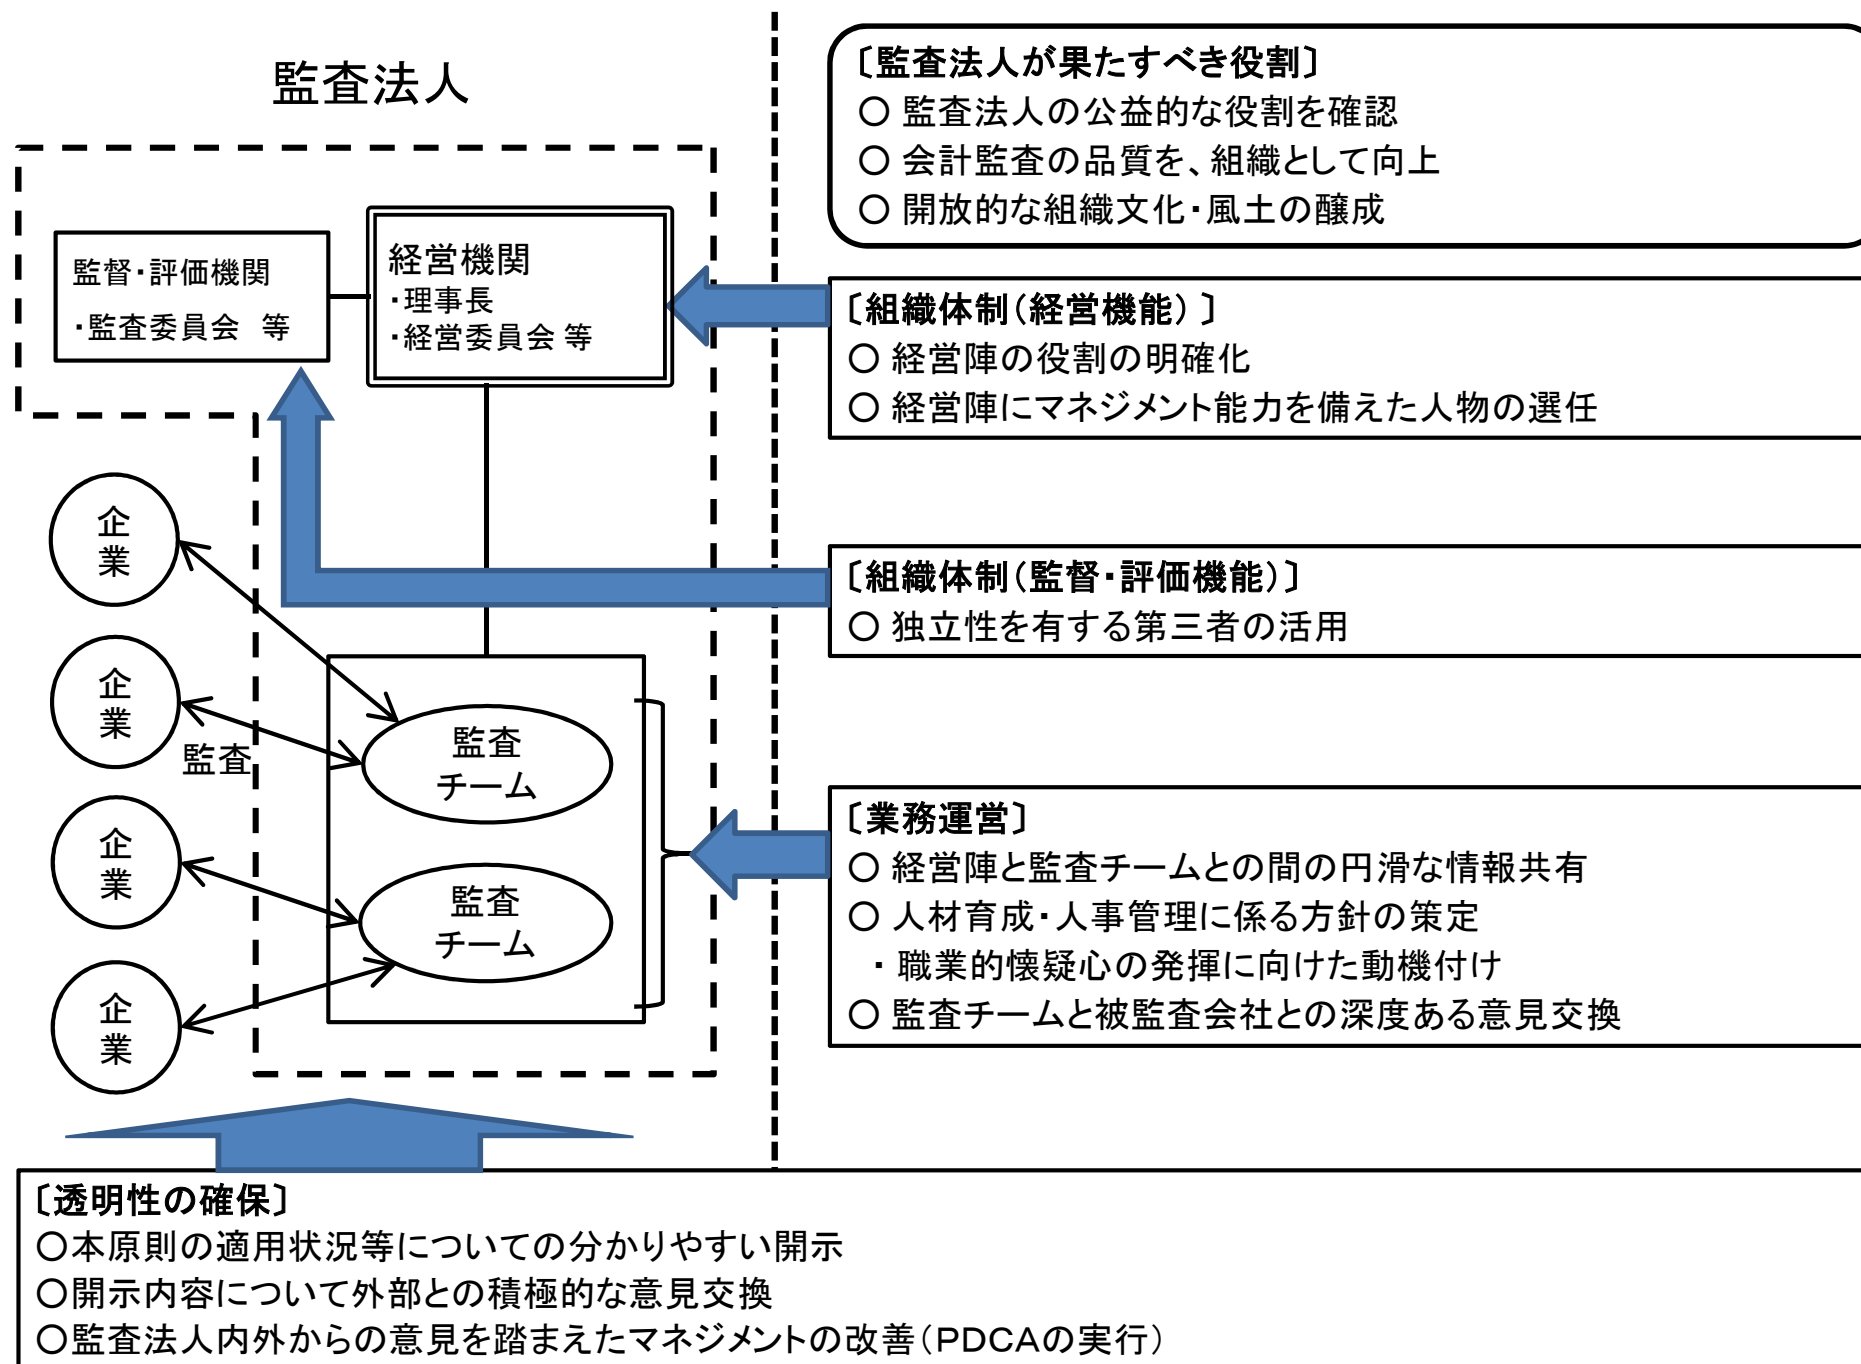 監査法人
監督・評価機関
・監査委員会 等
経営機関
・理事長
・経営委員会 等
企
業
企
業
監査
企
業
企
業
監査
チーム
監査
チーム
〔監査法人が果たすべき役割〕
○ 監査法人の公益的な役割を確認
○ 会計監査の品質を、組織として向上
○ 開放的な組織文化・風土の醸成
〔組織体制(経営機能) 〕
○ 経営陣の役割の明確化
○ 経営陣にマネジメント能力を備えた人物の選任
〔組織体制(監督・評価機能)〕
○ 独立性を有する第三者の活用
〔業務運営〕
○ 経営陣と監査チームとの間の円滑な情報共有
○ 人材育成・人事管理に係る方針の策定
・ 職業的懐疑心の発揮に向けた動機付け
○ 監査チームと被監査会社との深度ある意見交換
〔透明性の確保〕
○本原則の適用状況等についての分かりやすい開示
○開示内容について外部との積極的な意見交換
○監査法人内外からの意見を踏まえたマネジメントの改善(PDCAの実行)